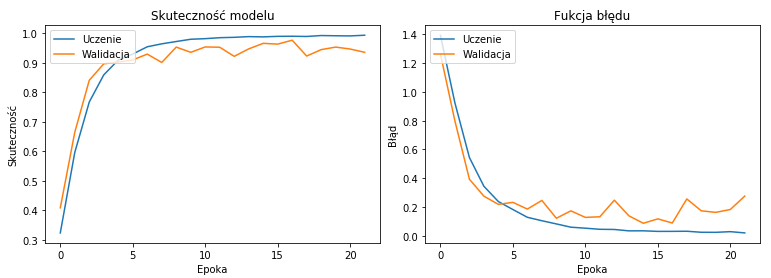 Skuteczność modelu
Uczenie
Walidacja
Skuteczność
1.0
0.9
0.8
0.7
0.6
0.5
0.4
0.3
0
5
10
15
20
Epoka
Fukcja błędu
Uczenie
Walidacja
Błąd
1.4
1.2
1.0
0.8
0.6
0.4
0.2
0.0
0
5
10
15
20
Epoka